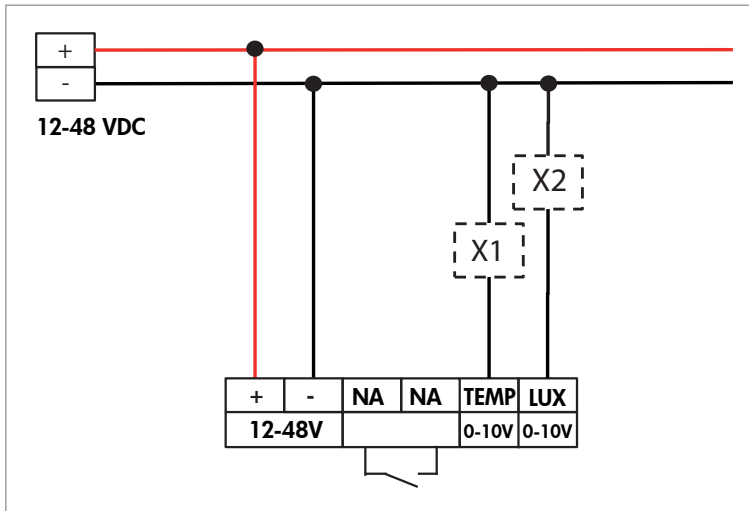 +
-
12-48 VDC
X2
X1
+ - NA NA TEMP LUX
12-48V 0-10V 0-10V